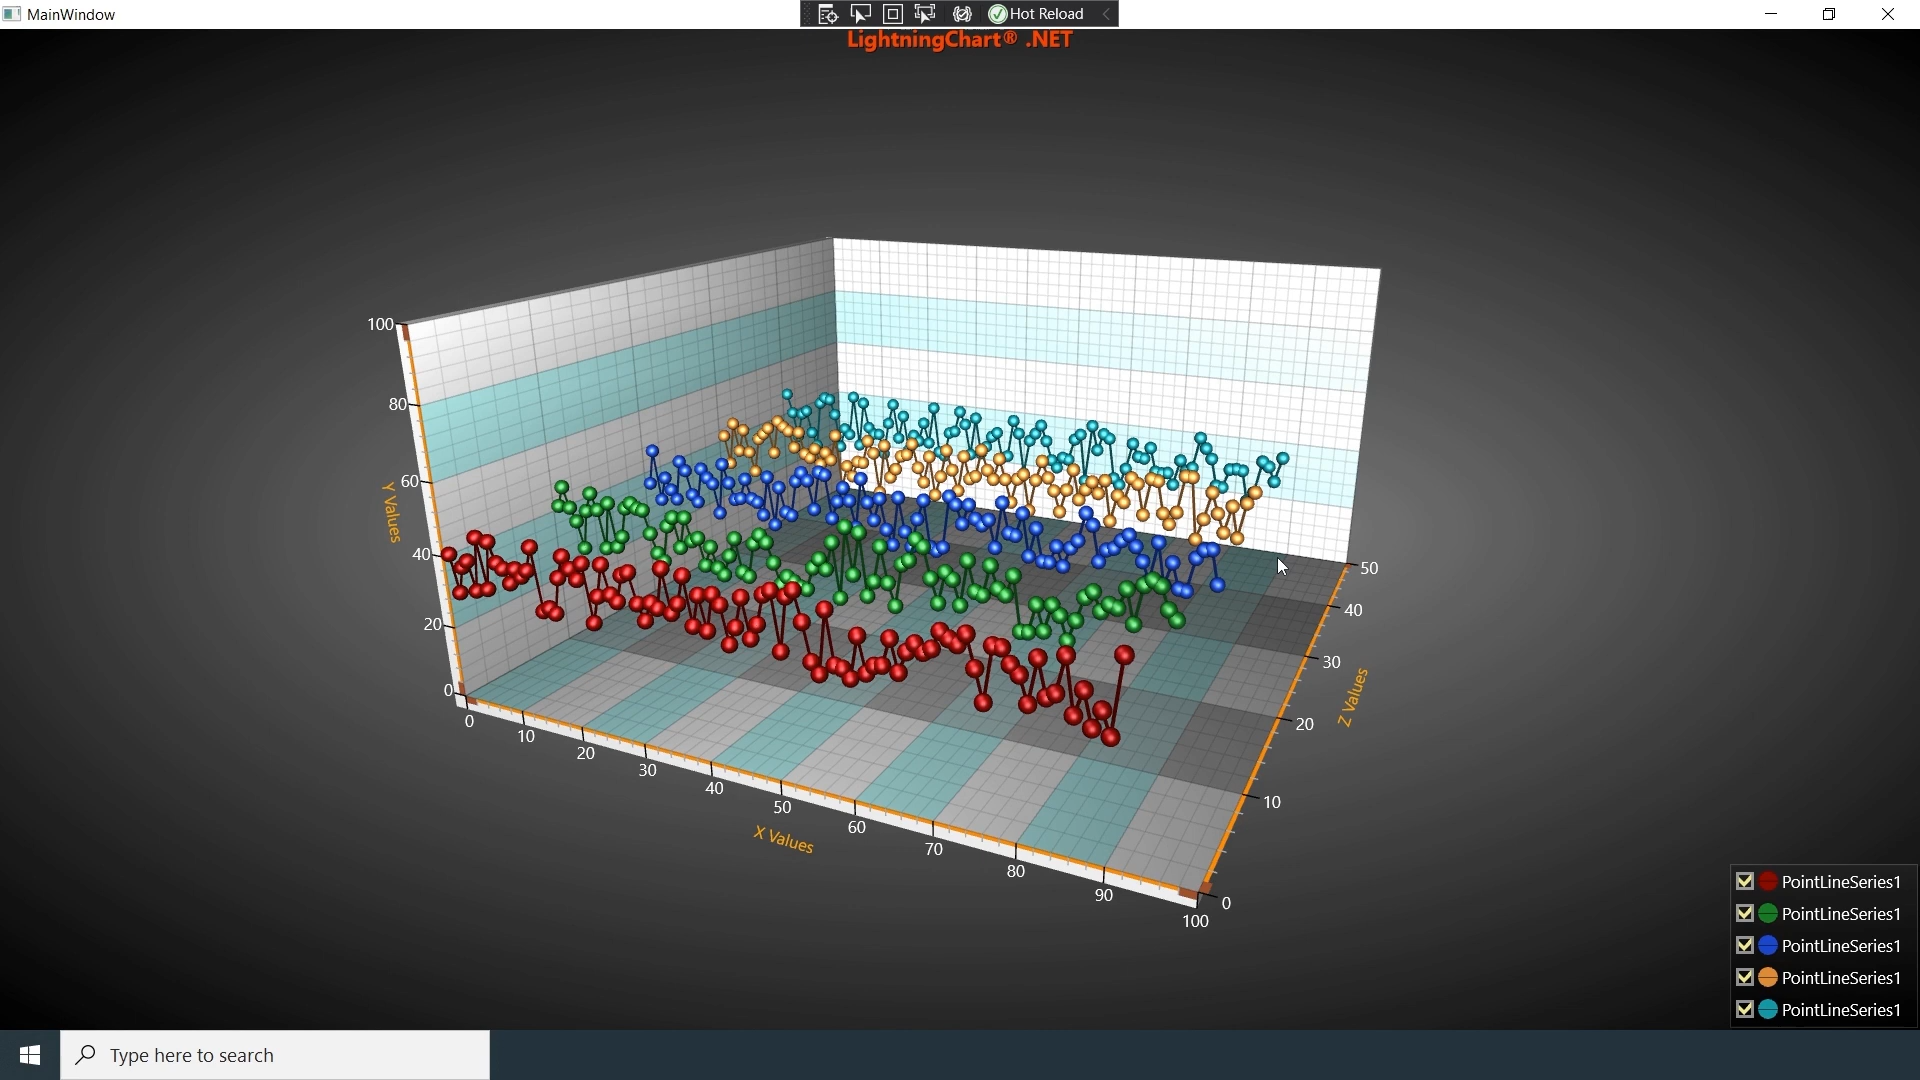 MainWindow
Hot Reload
LightningChart® .NET
100
80
60
40
20
0
Y Values
0
10
20
30
40
50
60
70
80
90
100
X Values
0
10
20
30
40
50
Z Values
PointLineSeries1
PointLineSeries1
PointLineSeries1
PointLineSeries1
PointLineSeries1
Type here to search